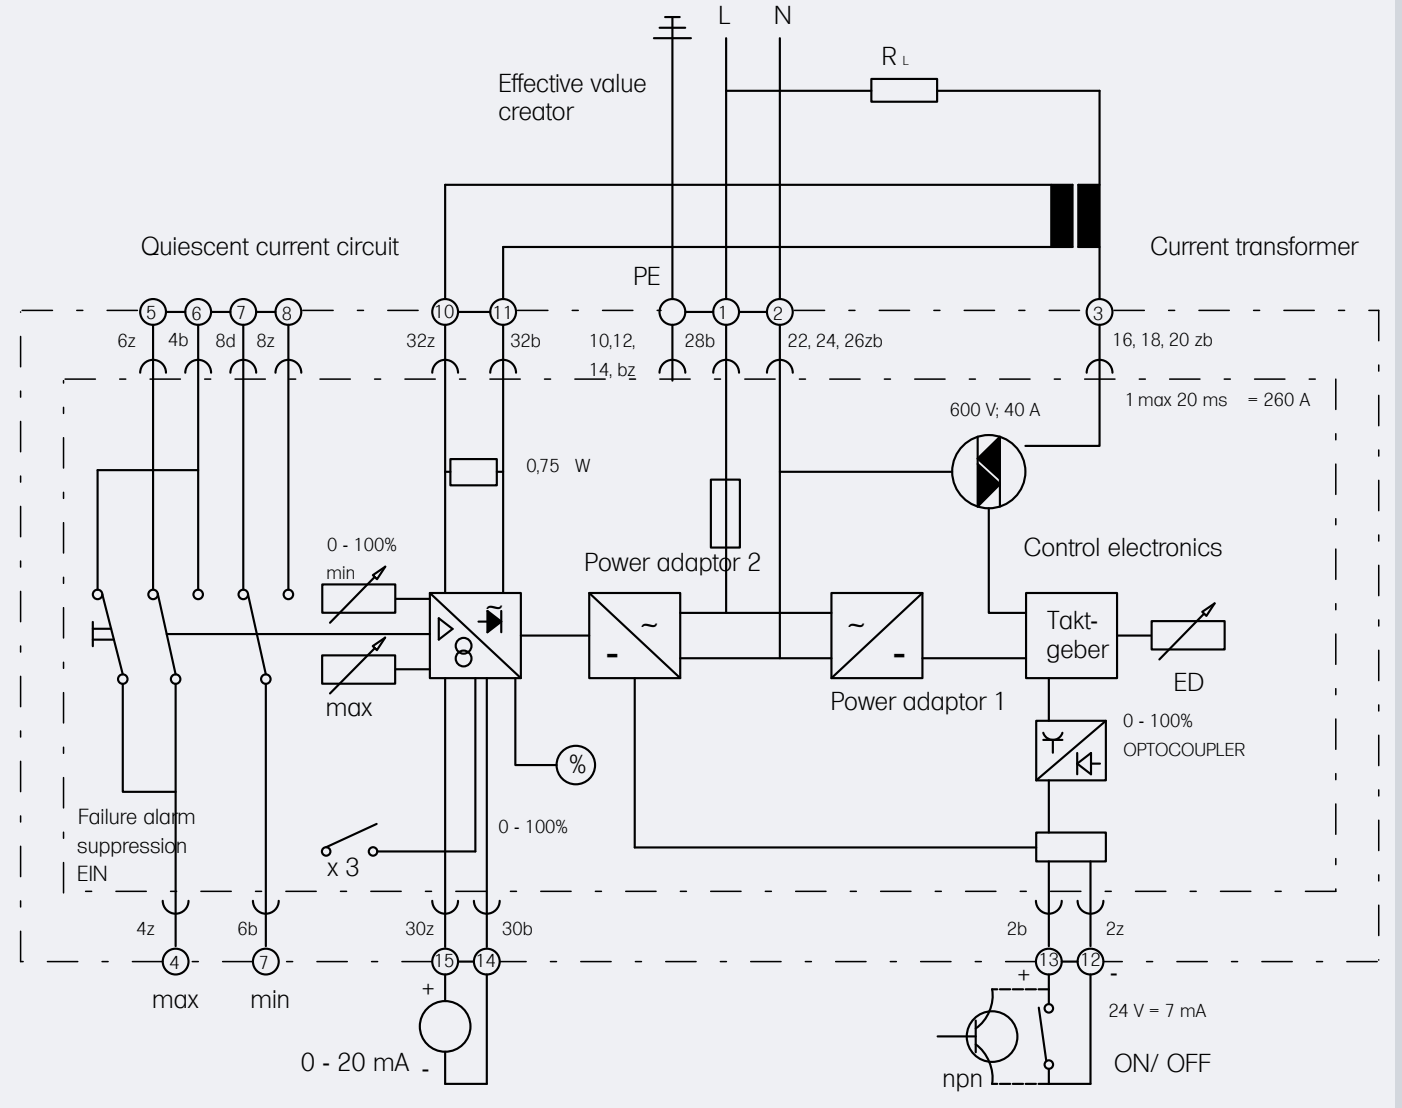 L N
R L
Effective value
creator
Quiescent current circuit
Current transformer
PE
5 6 7 8 10 11 1 2 3
6z 4b 8d 8z 32z 32b 10,12, 28b 22, 24, 26zb 16, 18, 20 zb
14, bz
1 max 20 ms = 260 A
600 V; 40 A
0,75 W
0 - 100%
min
Power adaptor 2
Control electronics
~ - ~ -
Takt-
geber
max
Power adaptor 1
ED
0 - 100%
OPTOCOUPLER
%
Failure alarm
suppression
EIN
x 3
0 - 100%
4z 6b 30z 30b 2b 2z
4 7 15 14 13 12
max min
+ + -
24 V = 7 mA
0 - 20 mA -
npn
ON/ OFF